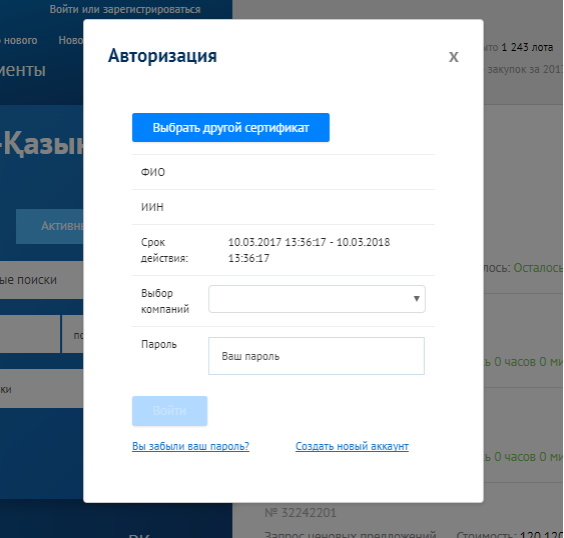 Войти или зарегистрироваться
нового
Ново
менты
Авторизация
x
1 243 лота
закупок за 201
Қазы
Выбрать другой сертификат
ФИО
ИИН
Активн
Срок действия:
10.03.2017 13:36:17 - 10.03.2018
13:36:17
лось: Осталось
ые поиски
Выбор
компаний
по
Пароль
Ваш пароль
0 часов 0 ми
ки
Войти
Вы забыли ваш пароль?
Создать новый аккаунт
0 часов 0 ми
№ 32242201
Запрос ценовых предложений
Стоимость: 120 120